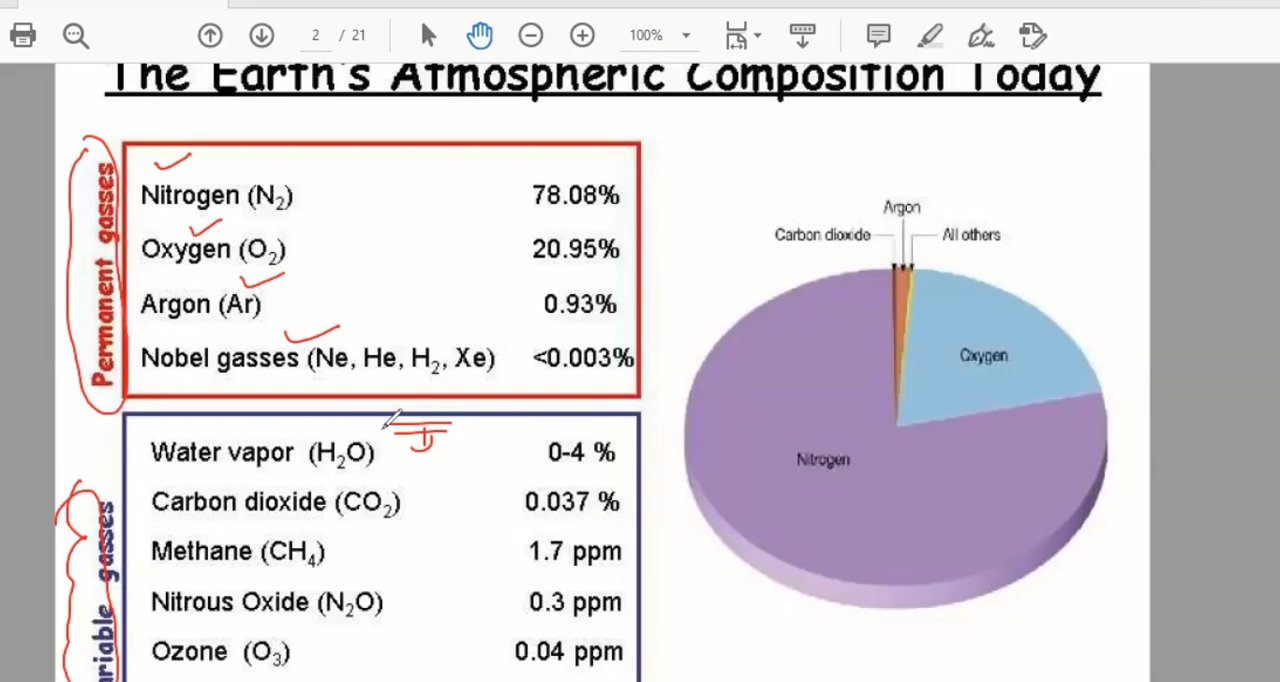 2 / 21 100%
The Earth's Atmospheric Composition Today
Permanent gasses
Nitrogen (N₂) 78.08%
Oxygen (O₂) 20.95%
Argon (Ar) 0.93%
Nobel gasses (Ne, He, H₂, Xe) <0.003%
ariable gasses
Water vapor (H₂O) 0-4 %
Carbon dioxide (CO₂) 0.037 %
Methane (CH₄) 1.7 ppm
Nitrous Oxide (N₂O) 0.3 ppm
Ozone (O₃) 0.04 ppm
Argon
Carbon dioxide
All others
Oxygen
Nitrogen